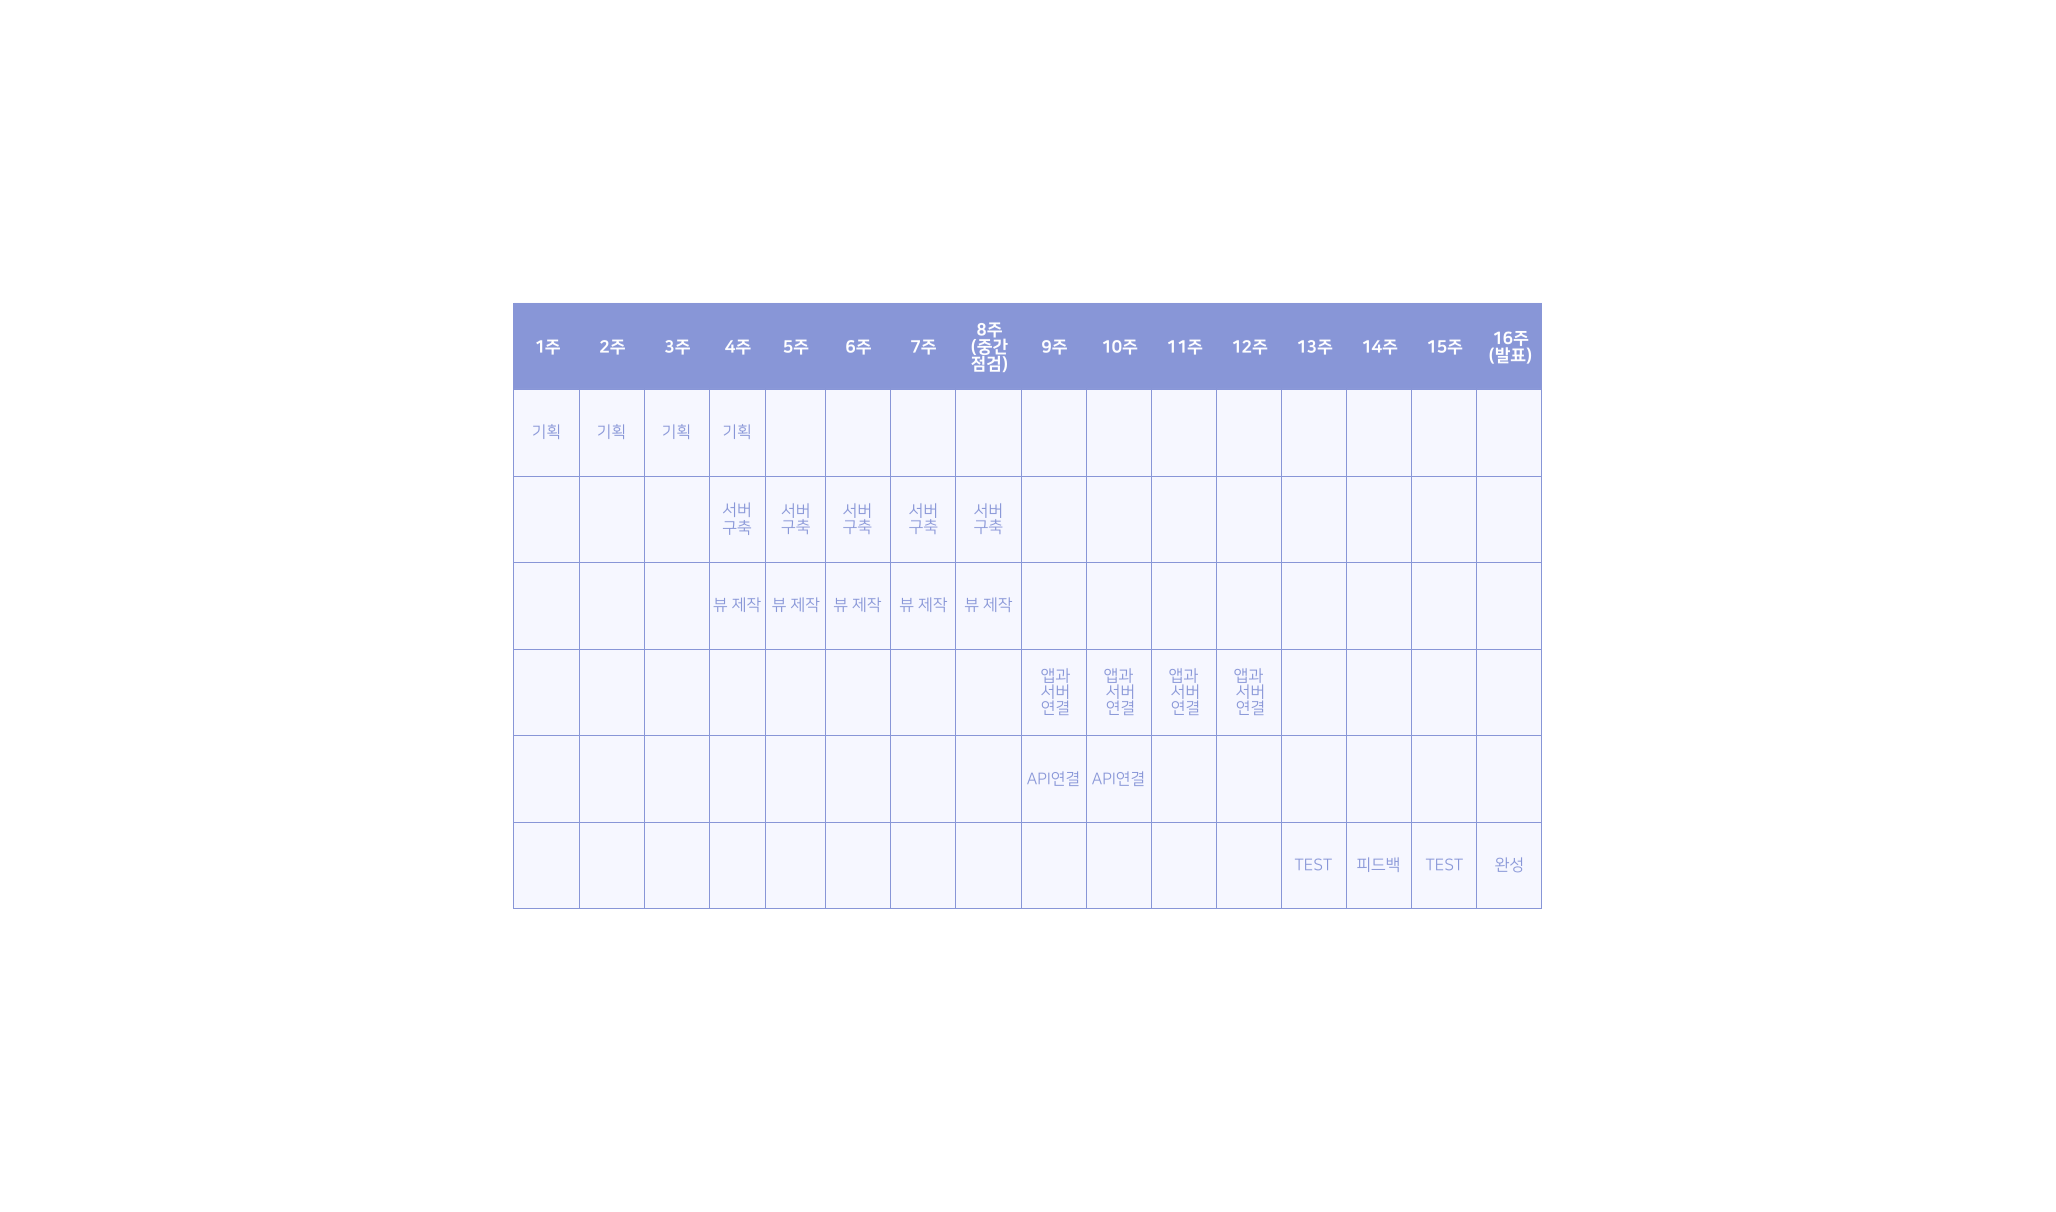 1주 2주 3주 4주 5주 6주 7주 8주 (중간 점검) 9주 10주 11주 12주 13주 14주 15주 16주 (발표)
기획 기획 기획 기획
서버 구축 서버 구축 서버 구축 서버 구축 서버 구축
뷰 제작 뷰 제작 뷰 제작 뷰 제작 뷰 제작
앱과 서버 연결 앱과 서버 연결 앱과 서버 연결 앱과 서버 연결
API연결 API연결
TEST 피드백 TEST 완성